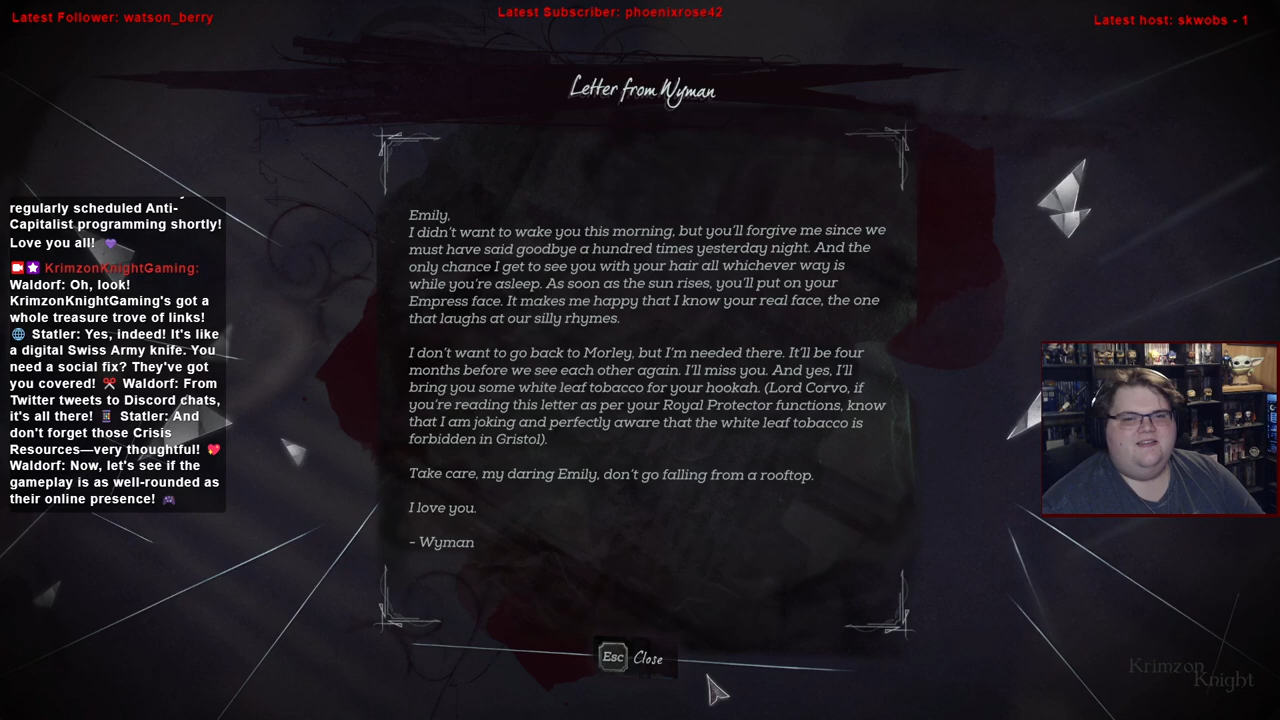 Latest Follower: watson_berry
Latest Subscriber: phoenixrose42
Latest host: skwobs - 1
Letter from Wyman
Emily,
I didn't want to wake you this morning, but you'll forgive me since we
must have said goodbye a hundred times yesterday night. And the
only chance I get to see you with your hair all whichever way is
while you're asleep. As soon as the sun rises, you'll put on your
Empress face. It makes me happy that I know your real face, the one
that laughs at our silly rhymes.
I don't want to go back to Morley, but I'm needed there. It'll be four
months before we see each other again. I'll miss you. And yes, I'll
bring you some white leaf tobacco for your hookah. (Lord Corvo, if
you're reading this letter as per your Royal Protector functions, know
that I am joking and perfectly aware that the white leaf tobacco is
forbidden in Gristol).
Take care, my daring Emily, don't go falling from a rooftop.
I love you.
- Wyman
Esc Close
regularly scheduled Anti-
Capitalist programming shortly!
Love you all! 💜
KrimzonKnightGaming:
Waldorf: Oh, look!
KrimzonKnightGaming's got a
whole treasure trove of links!
🌐 Statler: Yes, indeed! It's like
a digital Swiss Army knife. You
need a social fix? They've got
you covered! ✂️ Waldorf: From
Twitter tweets to Discord chats,
it's all there! 📱 Statler: And
don't forget those Crisis
Resources—very thoughtful! 💖
Waldorf: Now, let's see if the
gameplay is as well-rounded as
their online presence! 🎮
Krimzon
Knight